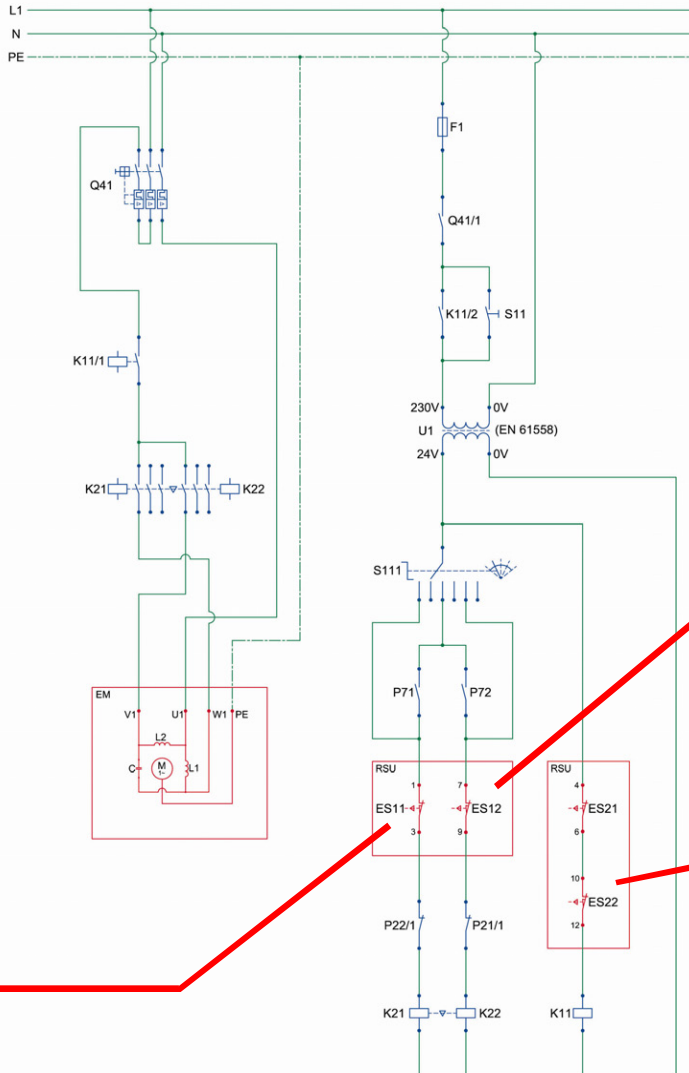 L1
N
PE
F1
Q41
Q41/1
K11/2 S11
K11/1
230V 0V
U1 (EN 61558)
24V 0V
K21 K22
S111
EM
V1 U1 W1 PE
L2
C M 1~ L1
P71 P72
RSU RSU
1 7 4
ES11 ES12 ES21
3 9 6
10
ES22
12
P22/1 P21/1
K21 K22 K11